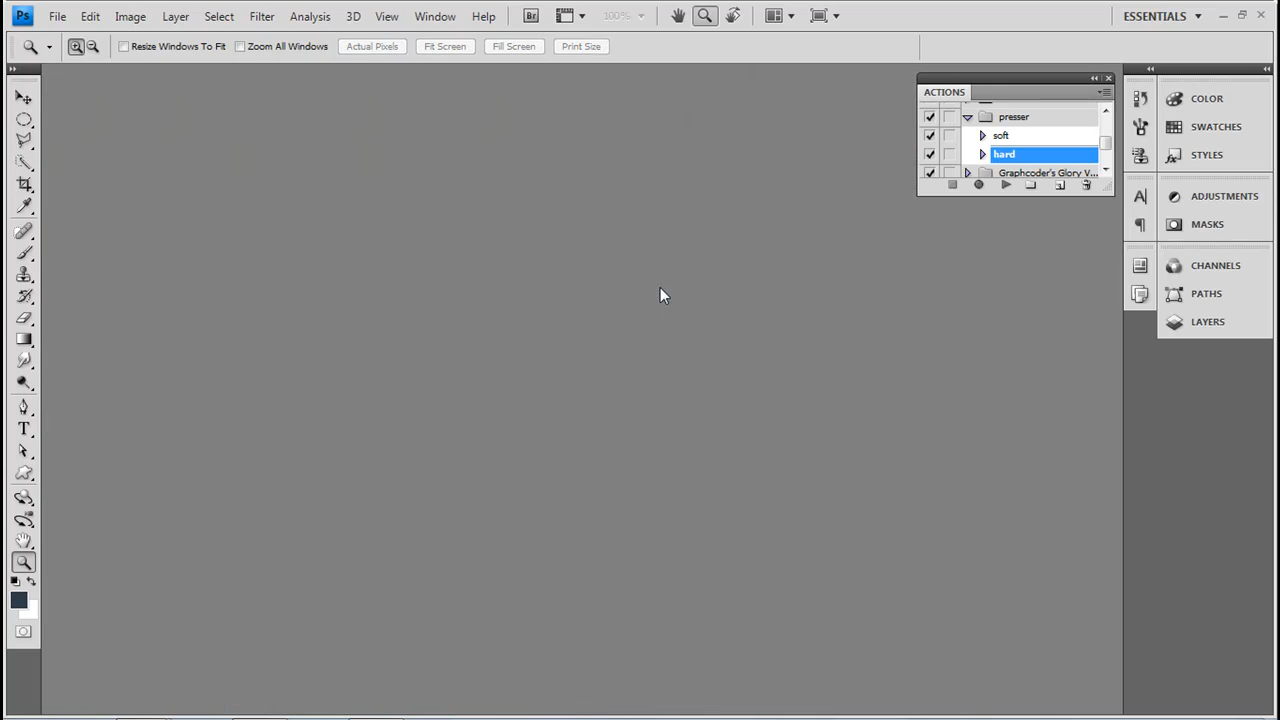 Ps File Edit Image Layer Select Filter Analysis 3D View Window Help Br 100% ESSENTIALS
Resize Windows To Fit Zoom All Windows Actual Pixels Fit Screen Fill Screen Print Size
ACTIONS
presser
soft
hard
Graphcoder's Glory V...
COLOR
SWATCHES
STYLES
ADJUSTMENTS
MASKS
CHANNELS
PATHS
LAYERS